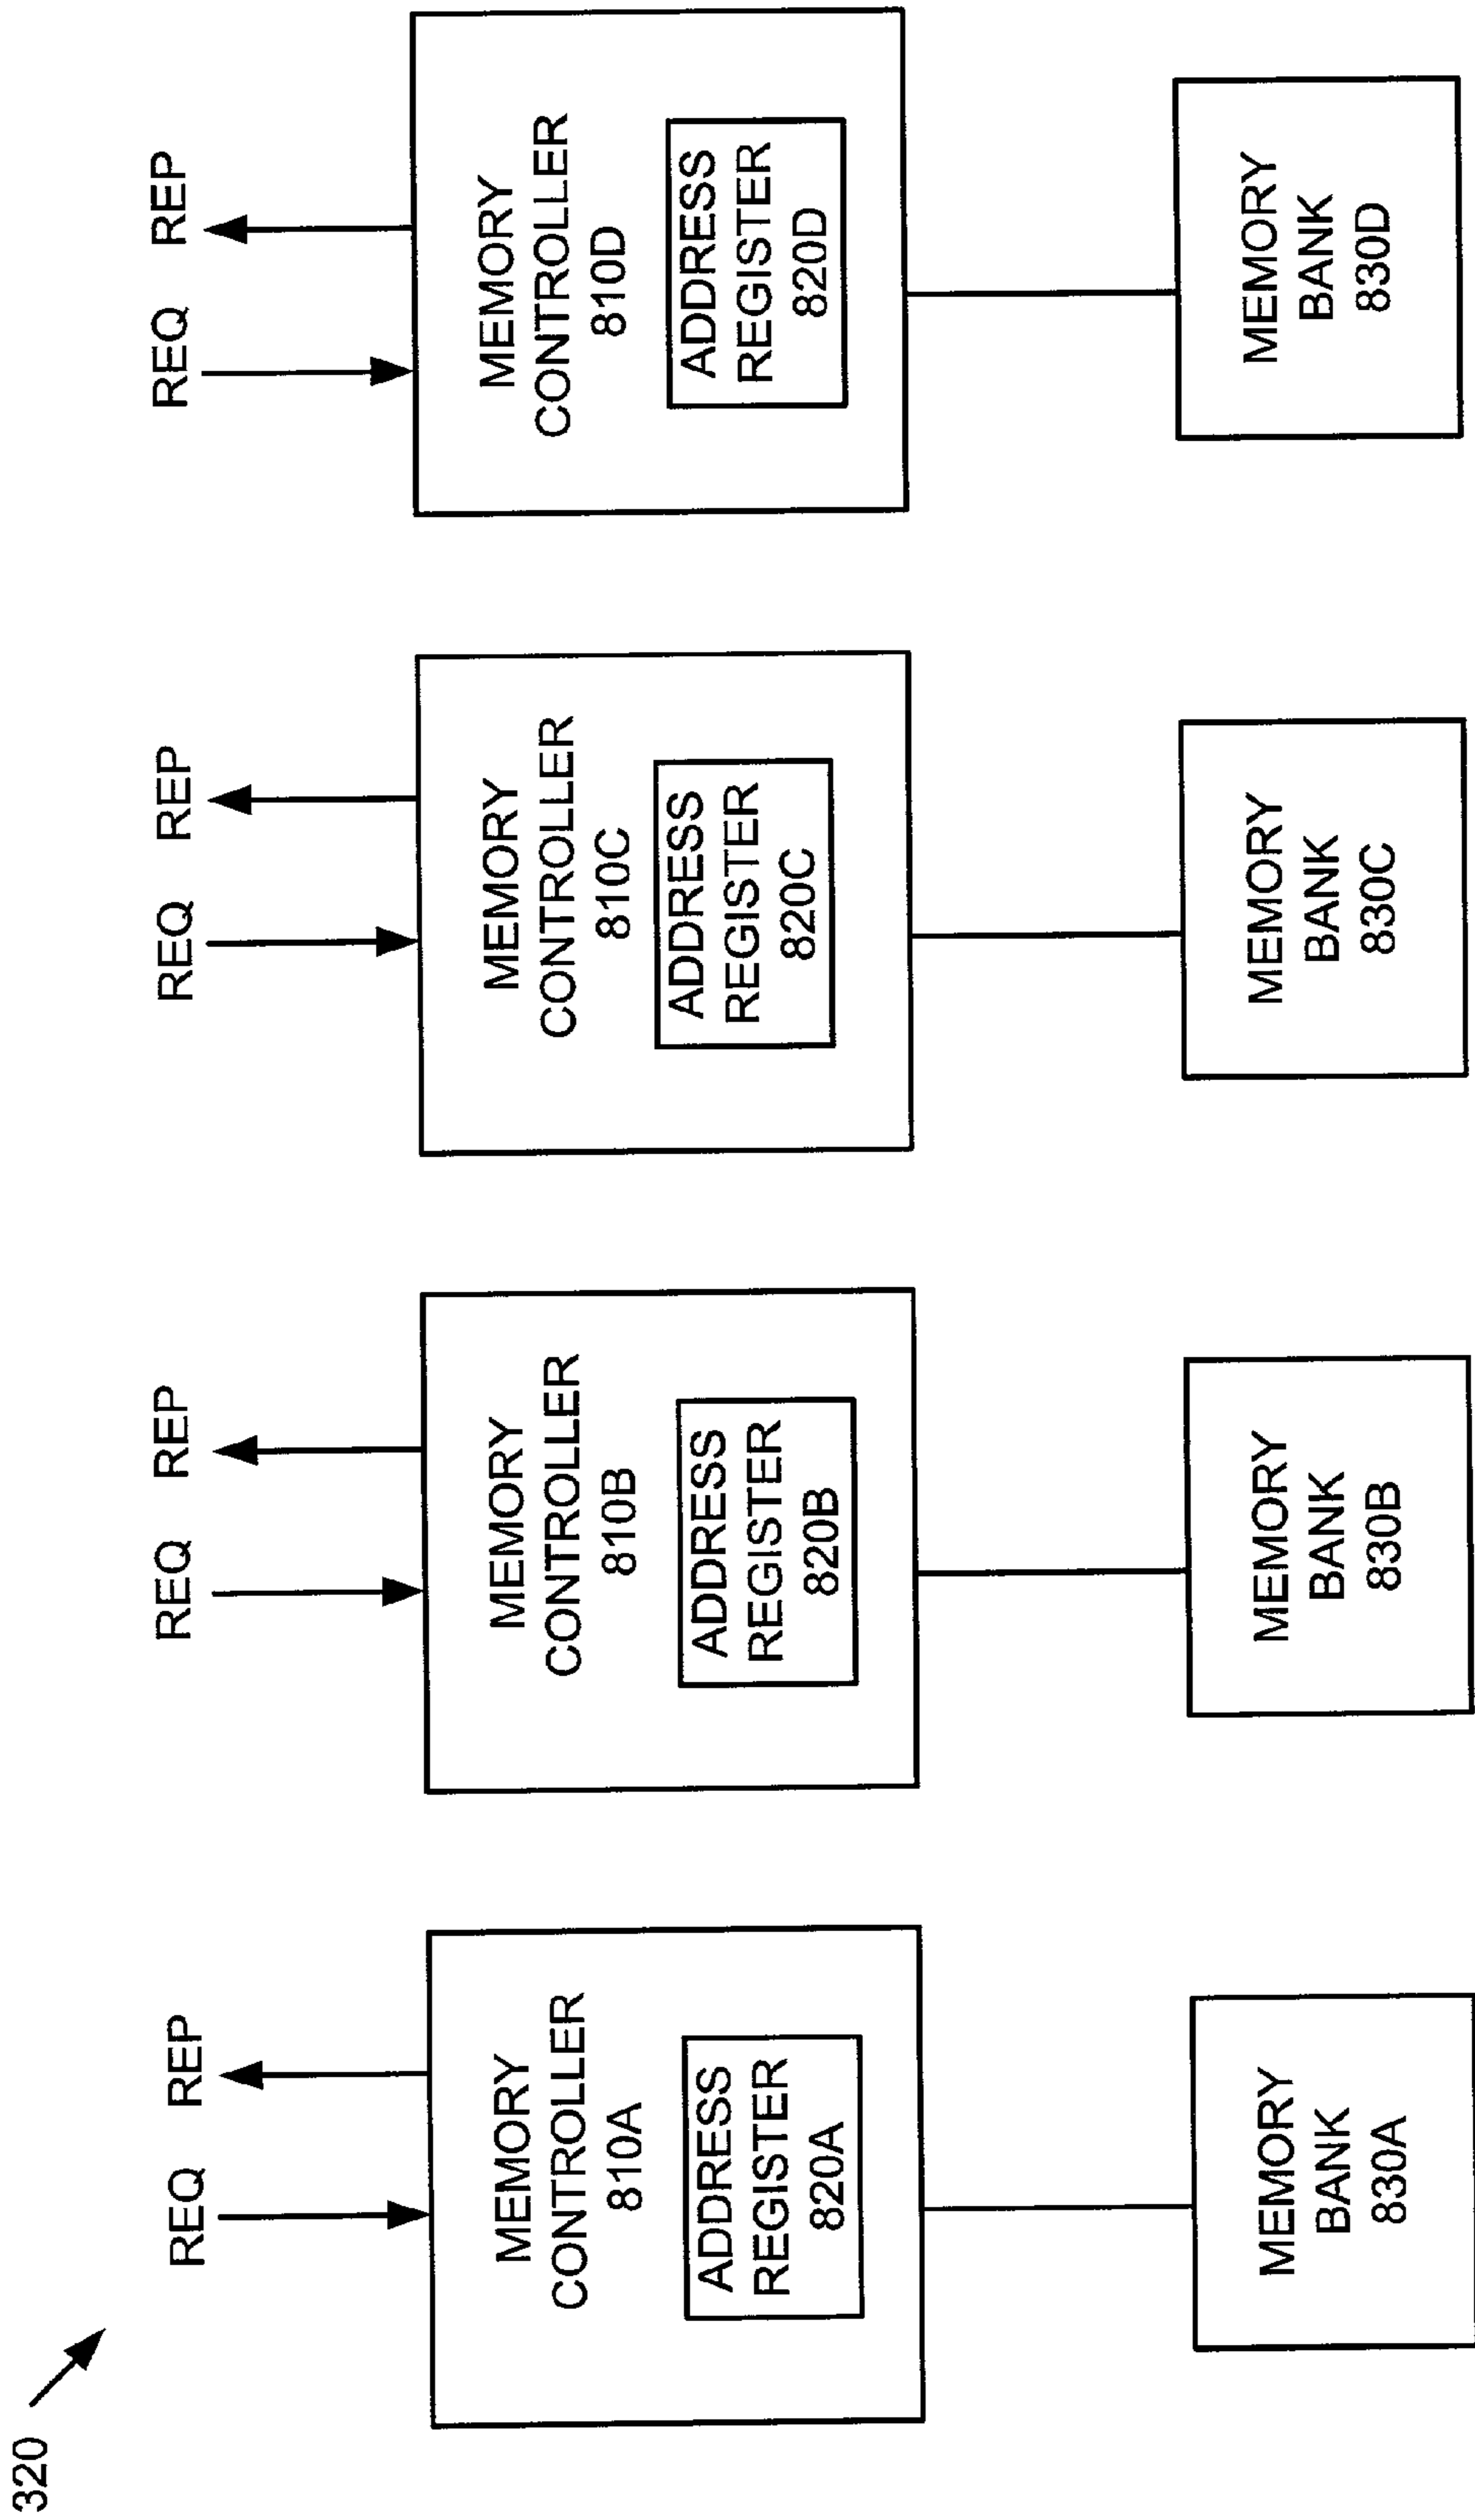 320
REQ REP
MEMORY
CONTROLLER
810A
ADDRESS
REGISTER
820A
MEMORY
BANK
830A
REQ REP
MEMORY
CONTROLLER
810B
ADDRESS
REGISTER
820B
MEMORY
BANK
830B
REQ REP
MEMORY
CONTROLLER
810C
ADDRESS
REGISTER
820C
MEMORY
BANK
830C
REQ REP
MEMORY
CONTROLLER
810D
ADDRESS
REGISTER
820D
MEMORY
BANK
830D